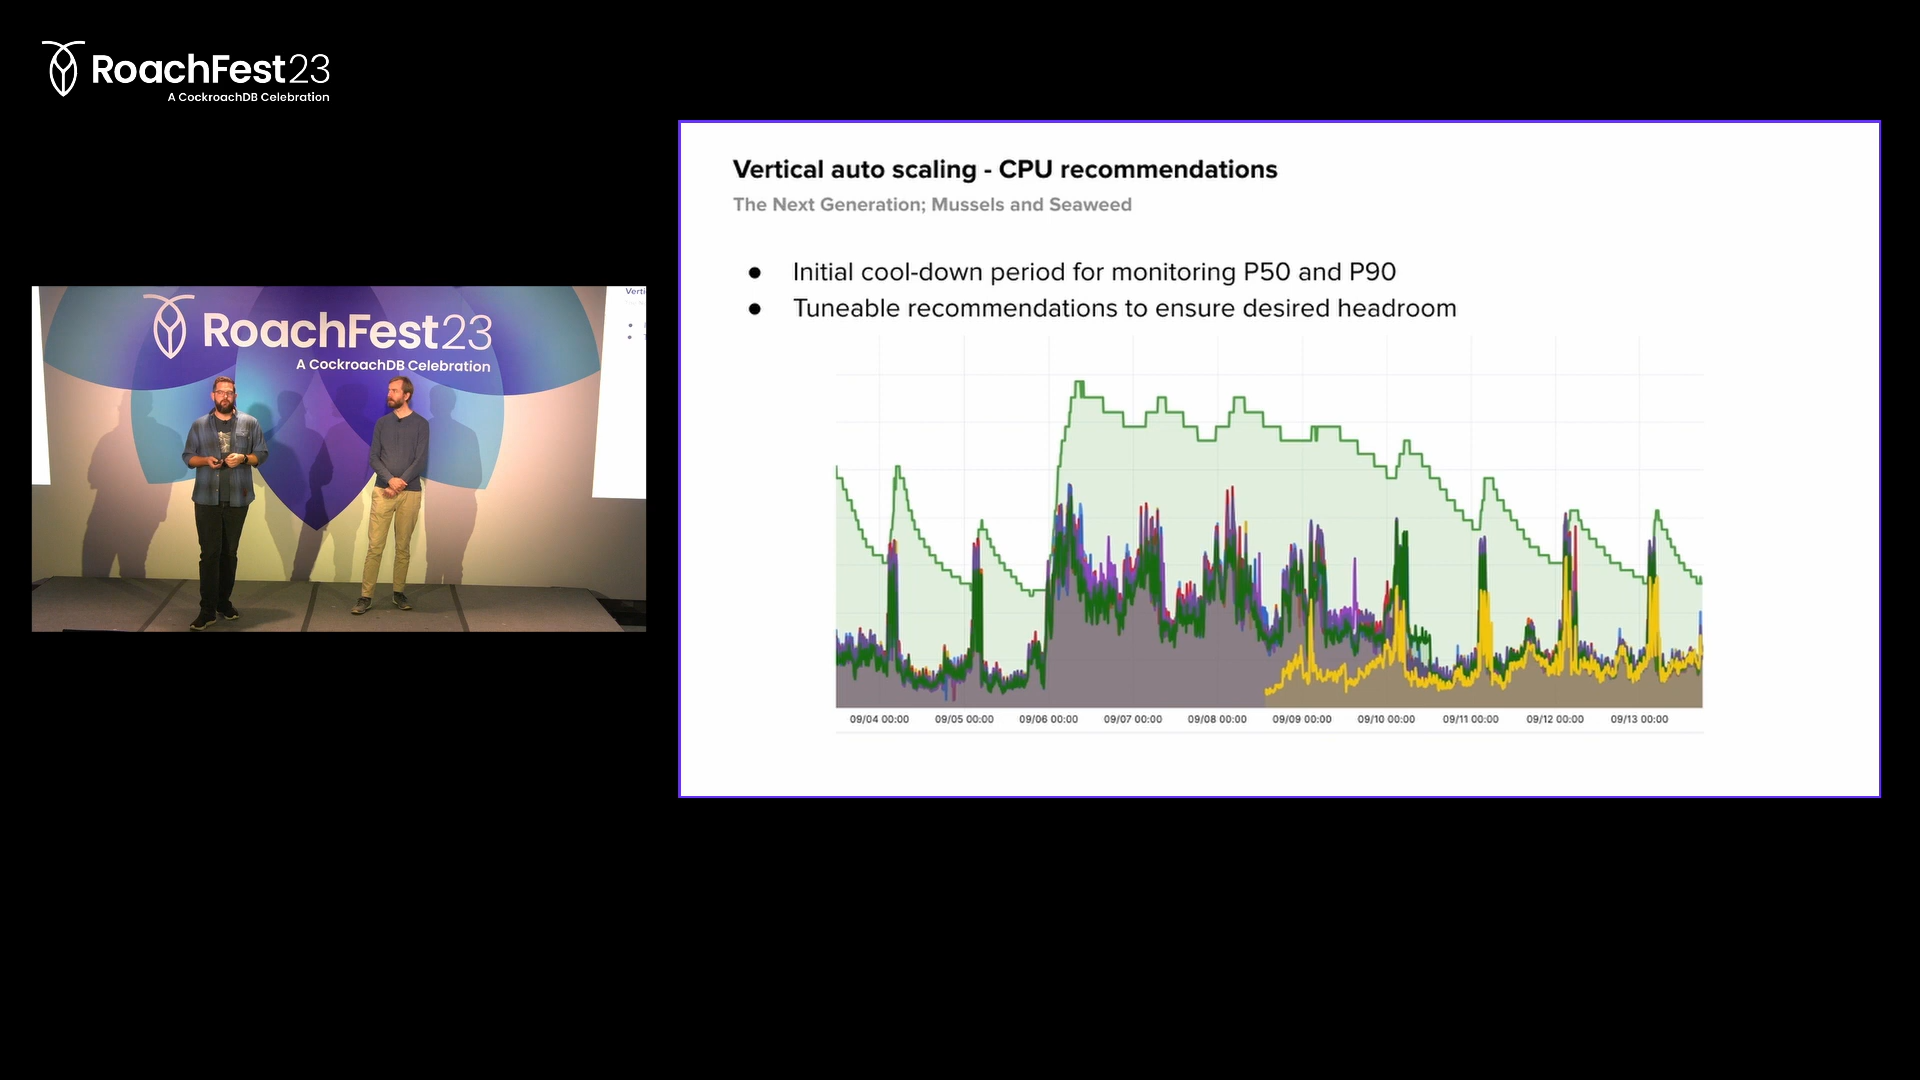 RoachFest23
A CockroachDB Celebration
Vertical auto scaling - CPU recommendations
The Next Generation; Mussels and Seaweed
● Initial cool-down period for monitoring P50 and P90
● Tuneable recommendations to ensure desired headroom
09/04 00:00 09/05 00:00 09/06 00:00 09/07 00:00 09/08 00:00 09/09 00:00 09/10 00:00 09/11 00:00 09/12 00:00 09/13 00:00
RoachFest23
A CockroachDB Celebration
Verti